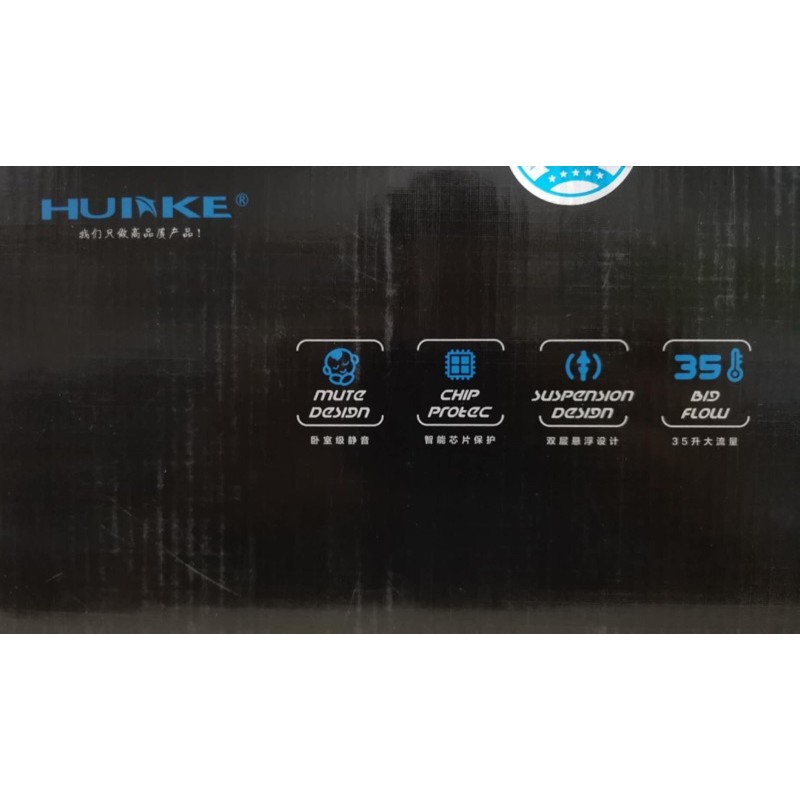 HUINKE®
我们只做高品质产品!
MUTE
DESIGN
卧室级静音
CHIP
PROTEC
智能芯片保护
SUSPENSION
DESIGN
双层悬浮设计
35
BIG
FLOW
35升大流量